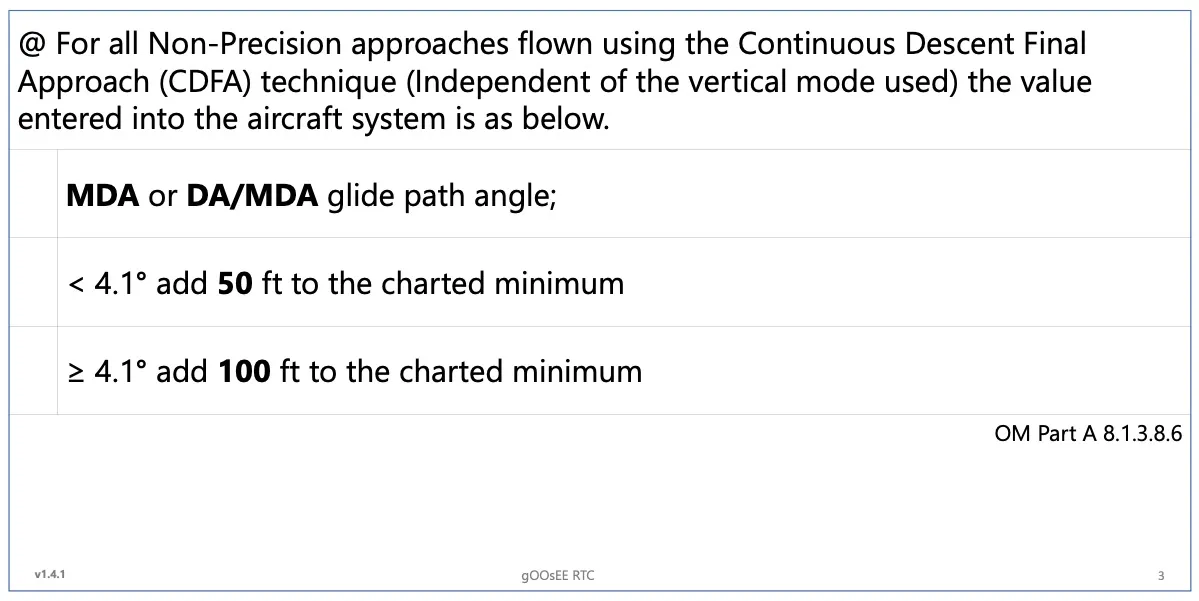 @ For all Non-Precision approaches flown using the Continuous Descent Final
Approach (CDFA) technique (Independent of the vertical mode used) the value
entered into the aircraft system is as below.
MDA or DA/MDA glide path angle;
< 4.1° add 50 ft to the charted minimum
≥ 4.1° add 100 ft to the charted minimum
OM Part A 8.1.3.8.6
v1.4.1
gOOsEE RTC
3